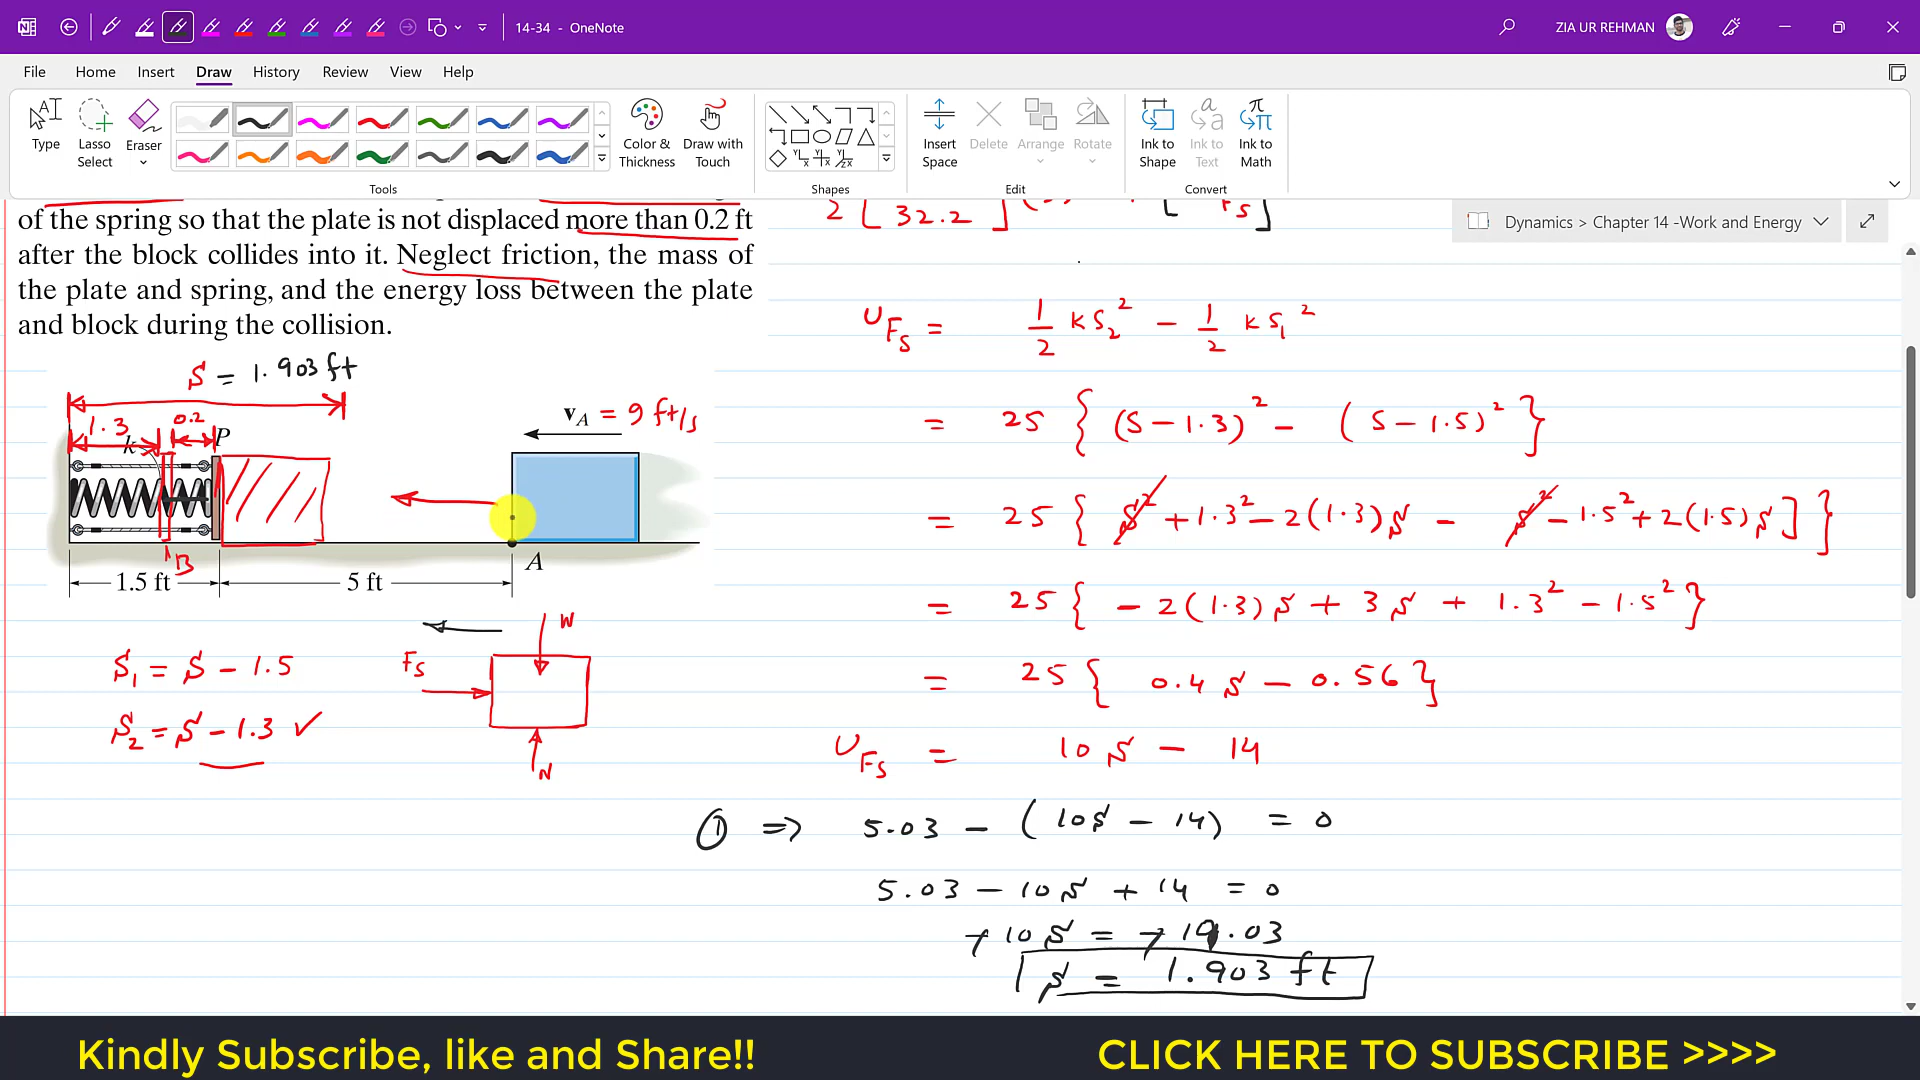 14-34 - OneNote
ZIA UR REHMAN
File Home Insert Draw History Review View Help
Type
Lasso Select
Eraser
Color & Thickness
Draw with Touch
Insert Space
Delete
Arrange
Rotate
Ink to Shape
Ink to Text
Ink to Math
Tools
Shapes
Edit
Convert
Dynamics > Chapter 14 -Work and Energy
of the spring so that the plate is not displaced more than 0.2 ft
after the block collides into it. Neglect friction, the mass of
the plate and spring, and the energy loss between the plate
and block during the collision.
S = 1.903 ft
1.3
0.2
k
P
v_A = 9 ft/s
B
A
1.5 ft
5 ft
S₁ = S - 1.5
S₂ = S - 1.3 ✓
Fs
W
N
2 [32.2] Fs]
U_Fs = 1/2 kS₂² - 1/2 kS₁²
= 25 { (S-1.3)² - (S-1.5)² }
= 25 { S² + 1.3² - 2(1.3)S - S² - 1.5² + 2(1.5)S ] }
= 25 { - 2(1.3)S + 3S + 1.3² - 1.5² }
= 25 { 0.4S - 0.56 }
U_Fs = 10S - 14
① ⇒ 5.03 - (10S - 14) = 0
5.03 - 10S + 14 = 0
+10S = +19.03
S = 1.903 ft
Kindly Subscribe, like and Share!!
CLICK HERE TO SUBSCRIBE >>>>